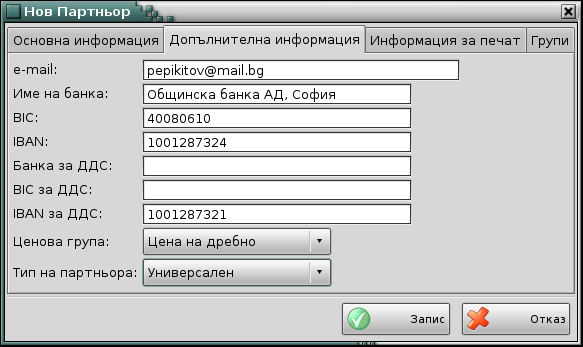 Нов Партньор
Основна информация Допълнителна информация Информация за печат Групи
e-mail: pepikitov@mail.bg
Име на банка: Общинска банка АД, София
BIC: 40080610
IBAN: 1001287324
Банка за ДДС:
BIC за ДДС:
IBAN за ДДС: 1001287321
Ценова група: Цена на дребно
Тип на партньора: Универсален
Запис Отказ